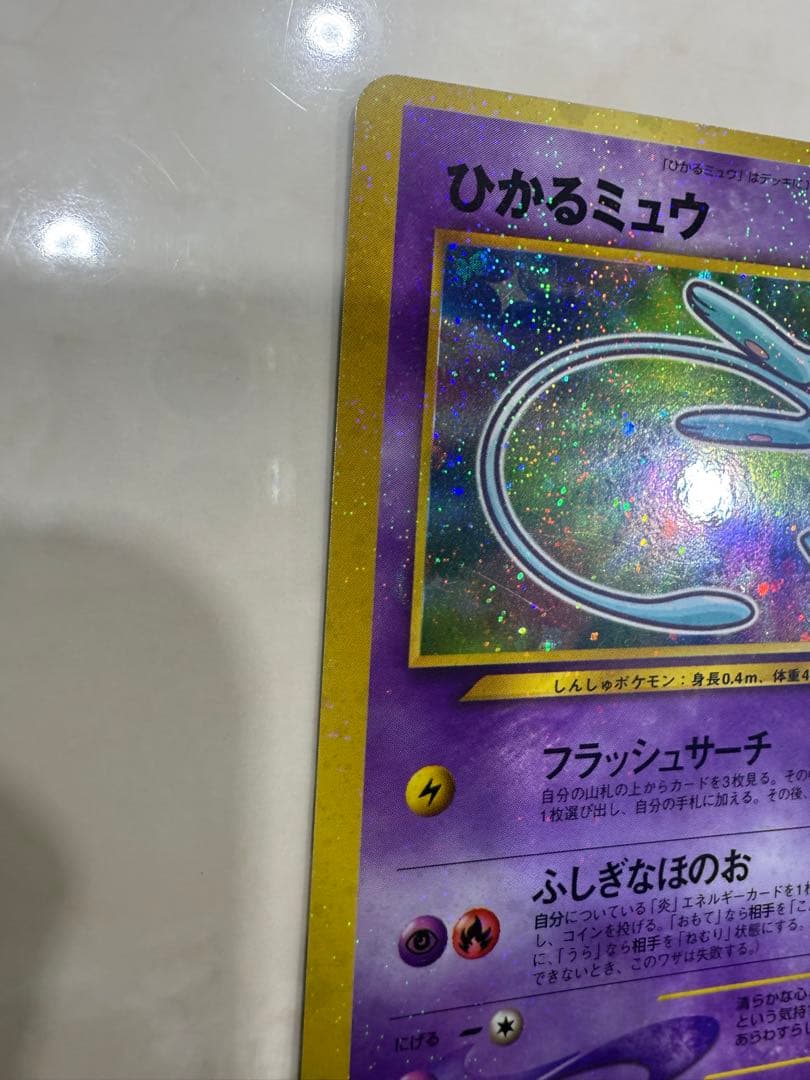 「ひかるミュウ」はデッキに
ひかるミュウ
しんしゅポケモン：身長0.4m、体重4
フラッシュサーチ
自分の山札の上からカードを3枚見る。その
1枚選び出し、自分の手札に加える。その後、
ふしぎなほのお
自分についている「炎」エネルギーカードを1枚
し、コインを投げる。「おもて」なら相手を「こ
に、「うら」なら相手を「ねむり」状態にする。
できないとき、このワザは失敗する。）
にげる
清らかな心
という気持
あらわすらし